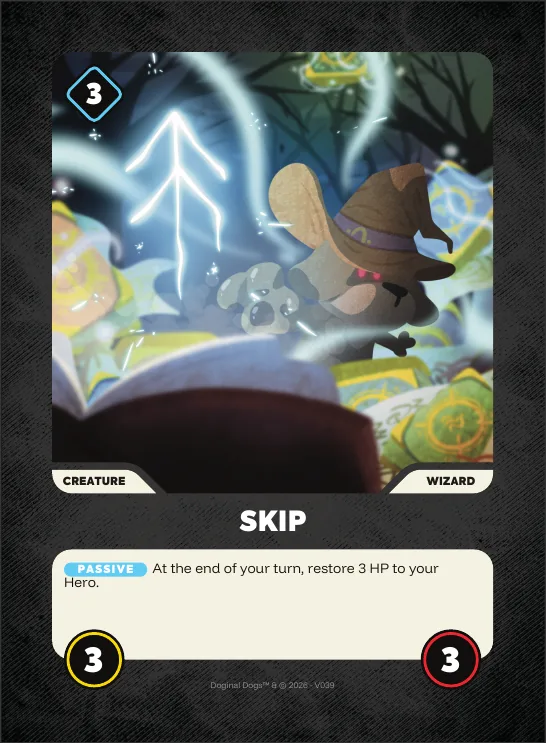 3
CREATURE
WIZARD
SKIP
PASSIVE At the end of your turn, restore 3 HP to your
Hero.
3
3
Doginal Dogs™ & © 2026 · V039